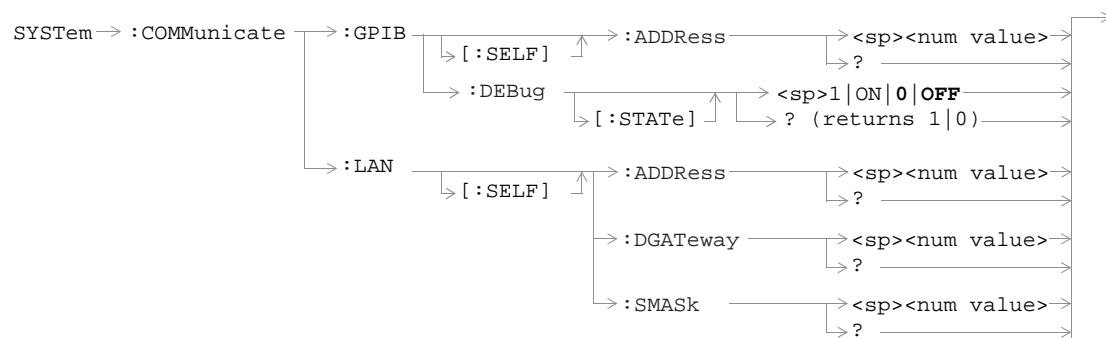 SYSTem :COMMunicate :GPIB :ADDRess <sp><num value>
[:SELF] ?
:DEBug <sp>1|ON|0|OFF
[:STATe] ? (returns 1|0)
:LAN :ADDRess <sp><num value>
[:SELF] ?
:DGATeway <sp><num value>
?
:SMASk <sp><num value>
?